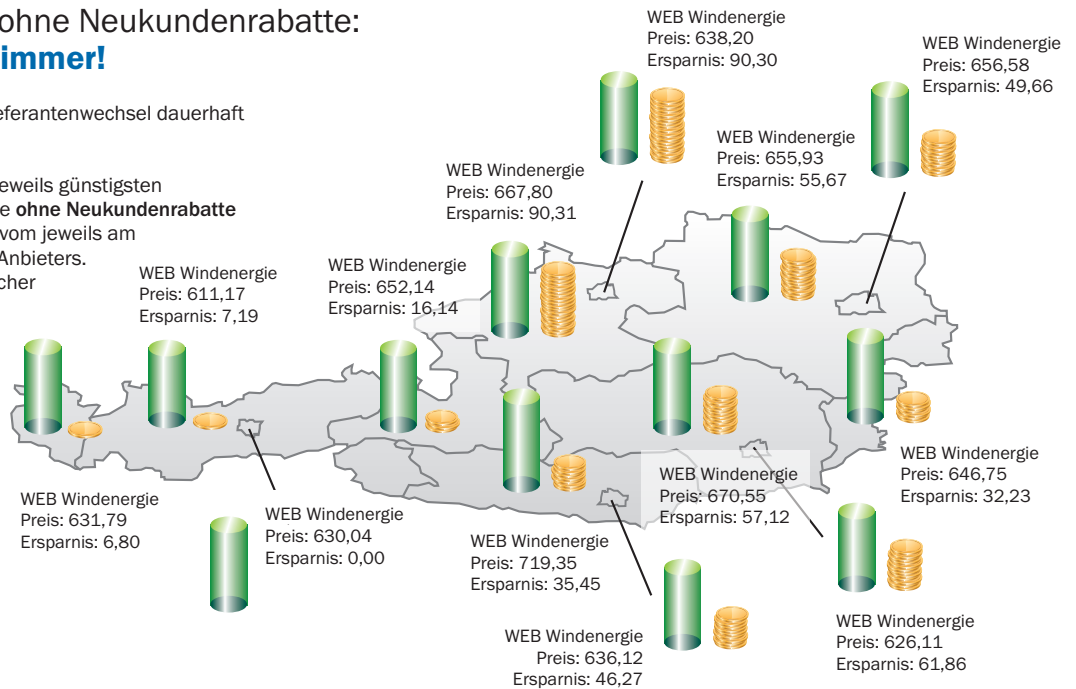 ohne Neukundenrabatte:
immer!
eferantenwechsel dauerhaft
eweils günstigsten
e ohne Neukundenrabatte
vom jeweils am
Anbieters.
cher
WEB Windenergie
Preis: 638,20
Ersparnis: 90,30
WEB Windenergie
Preis: 656,58
Ersparnis: 49,66
WEB Windenergie
Preis: 655,93
Ersparnis: 55,67
WEB Windenergie
Preis: 667,80
Ersparnis: 90,31
WEB Windenergie
Preis: 652,14
Ersparnis: 16,14
WEB Windenergie
Preis: 611,17
Ersparnis: 7,19
WEB Windenergie
Preis: 631,79
Ersparnis: 6,80
WEB Windenergie
Preis: 630,04
Ersparnis: 0,00
WEB Windenergie
Preis: 719,35
Ersparnis: 35,45
WEB Windenergie
Preis: 670,55
Ersparnis: 57,12
WEB Windenergie
Preis: 646,75
Ersparnis: 32,23
WEB Windenergie
Preis: 636,12
Ersparnis: 46,27
WEB Windenergie
Preis: 626,11
Ersparnis: 61,86